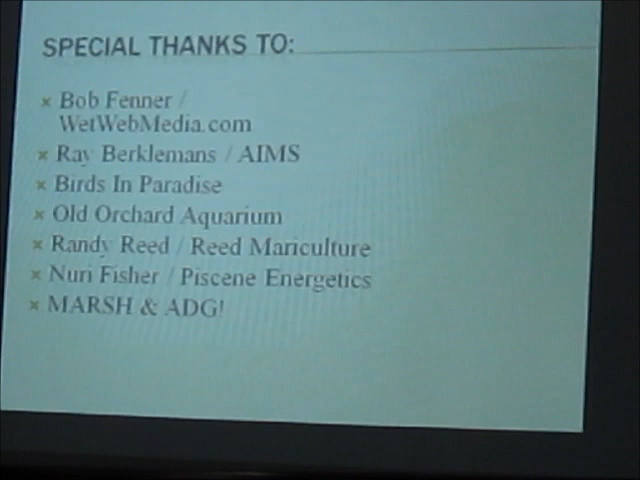 SPECIAL THANKS TO:
Bob Fenner /
WetWebMedia.com
Ray Berklemans / AIMS
Birds In Paradise
Old Orchard Aquarium
Randy Reed / Reed Mariculture
Nuri Fisher / Piscene Energetics
MARSH & ADG!